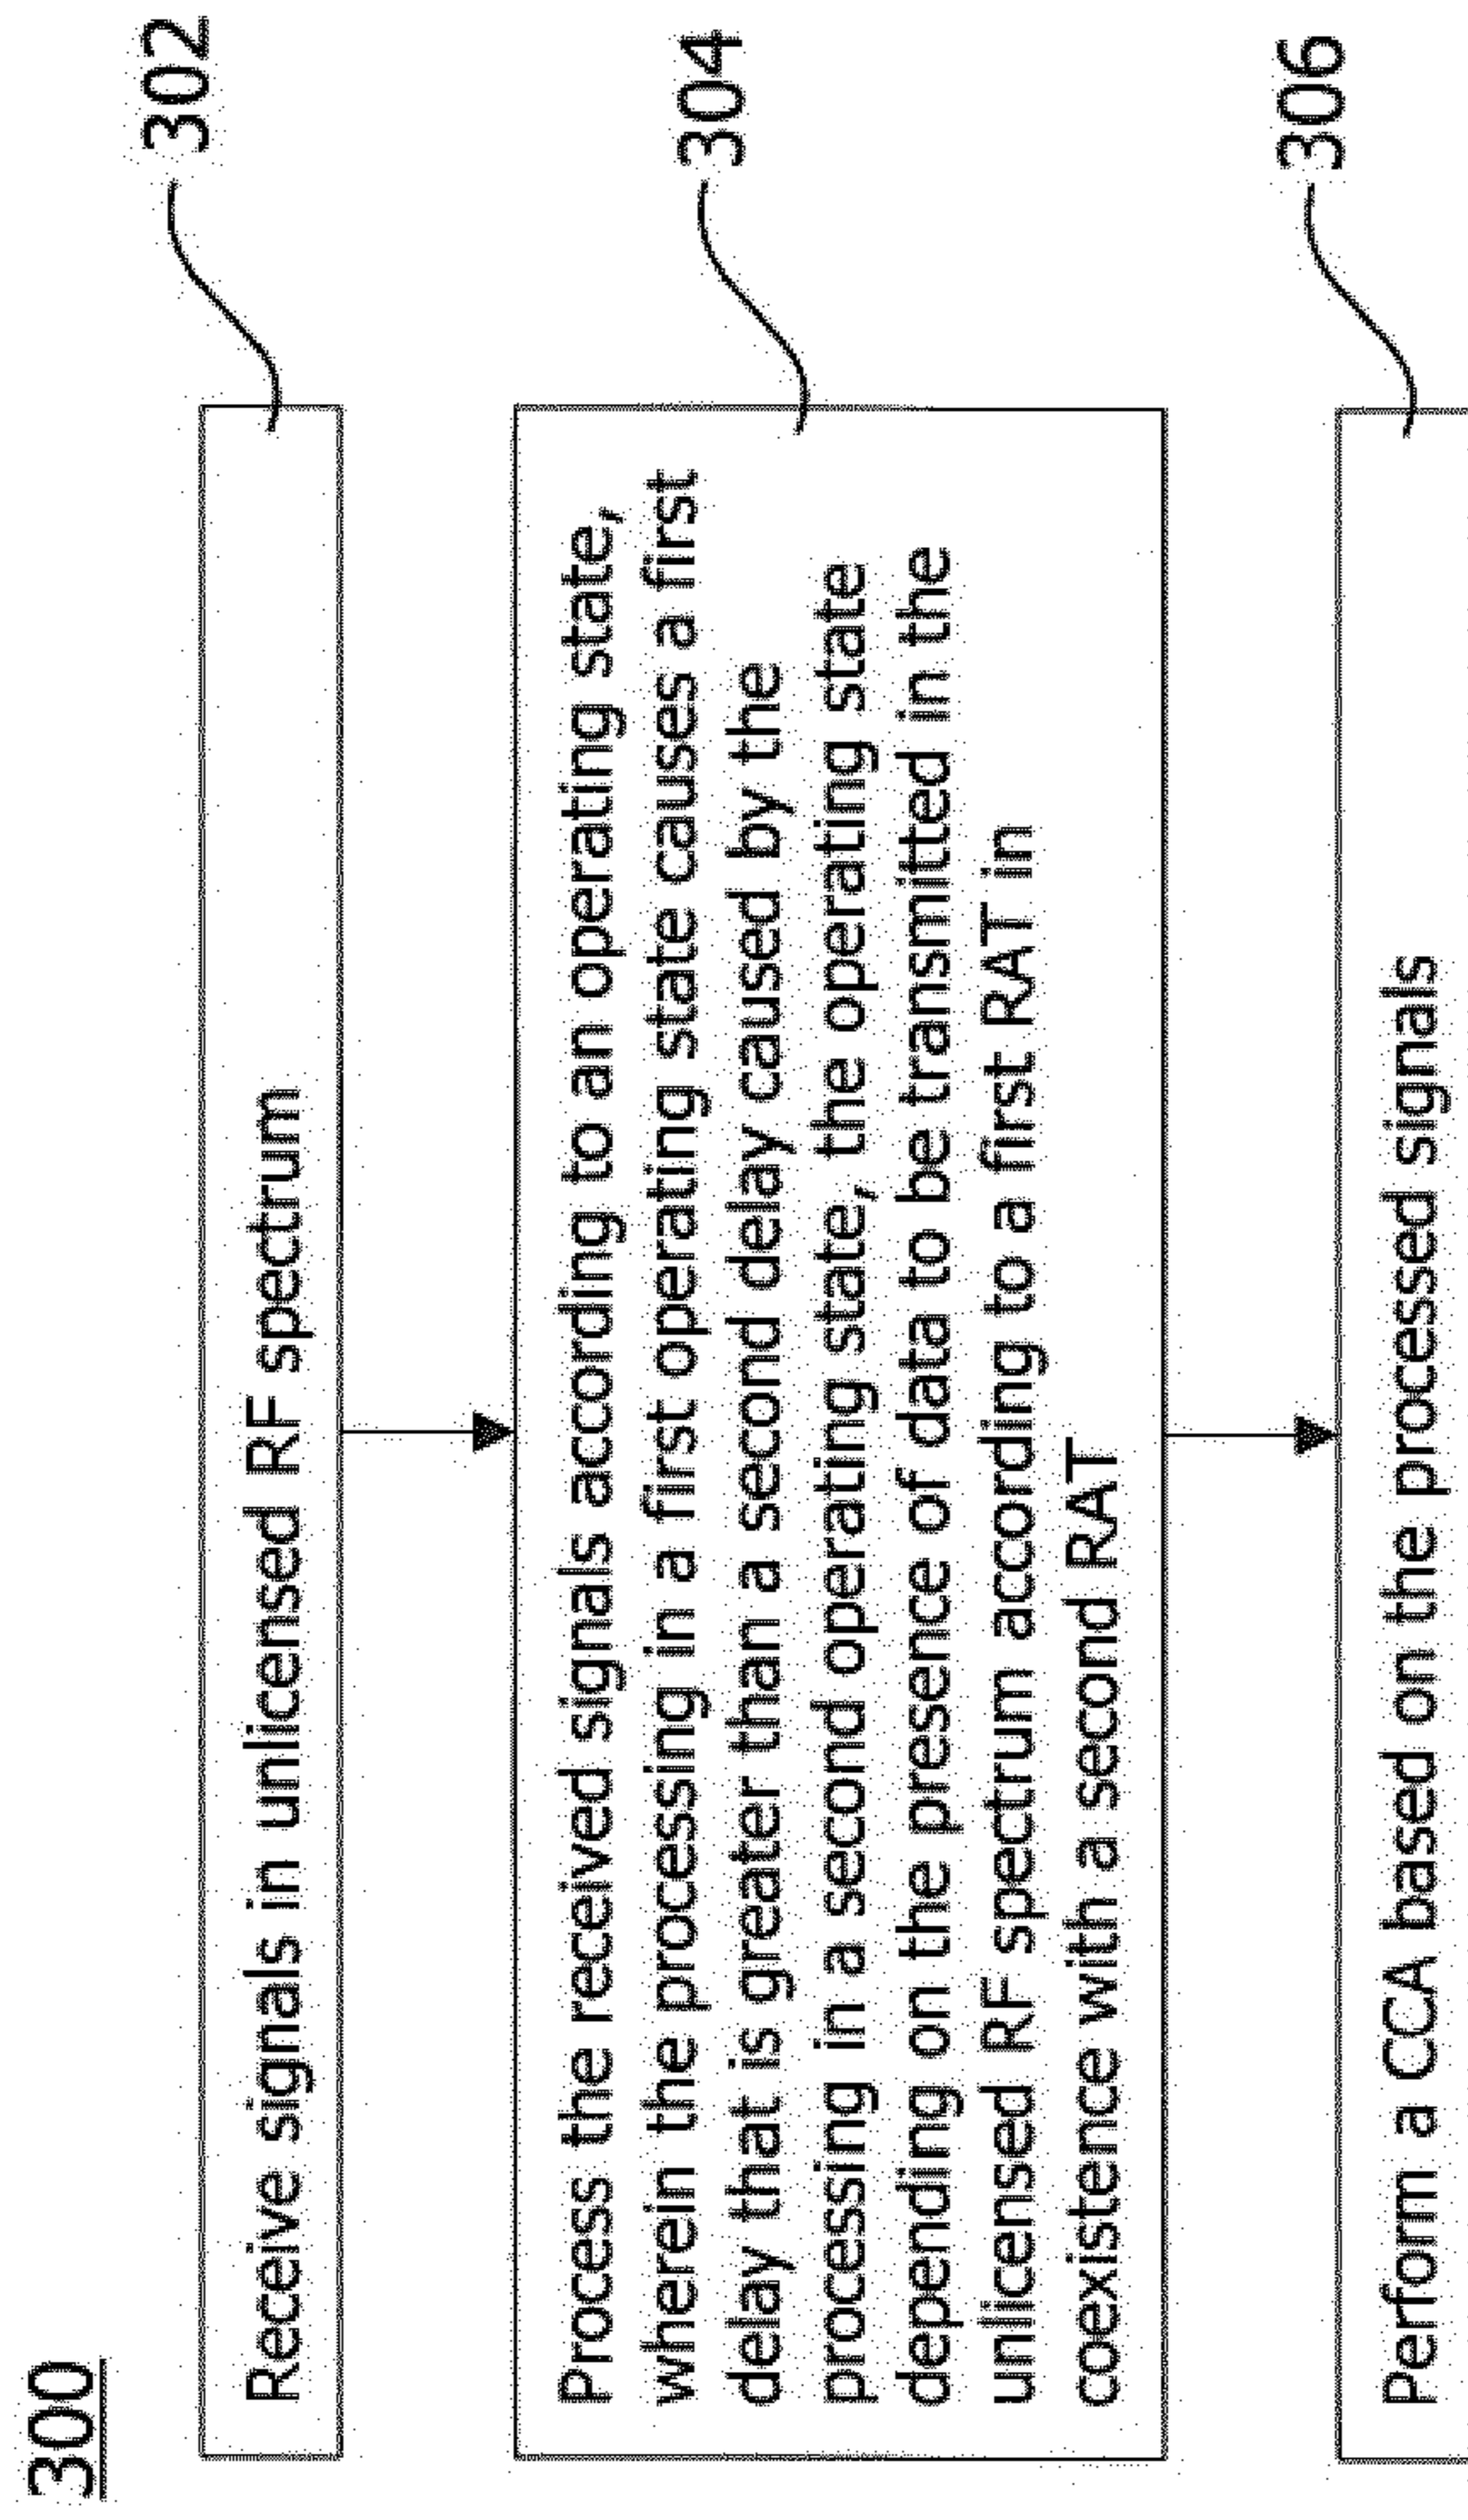 300
Receive signals in unlicensed RF spectrum
302
Process the received signals according to an operating state,
wherein the processing in a first operating state causes a first
delay that is greater than a second delay caused by the
processing in a second operating state, the operating state
depending on the presence of data to be transmitted in the
unlicensed RF spectrum according to a first RAT in
coexistence with a second RAT
304
Perform a CCA based on the processed signals
306